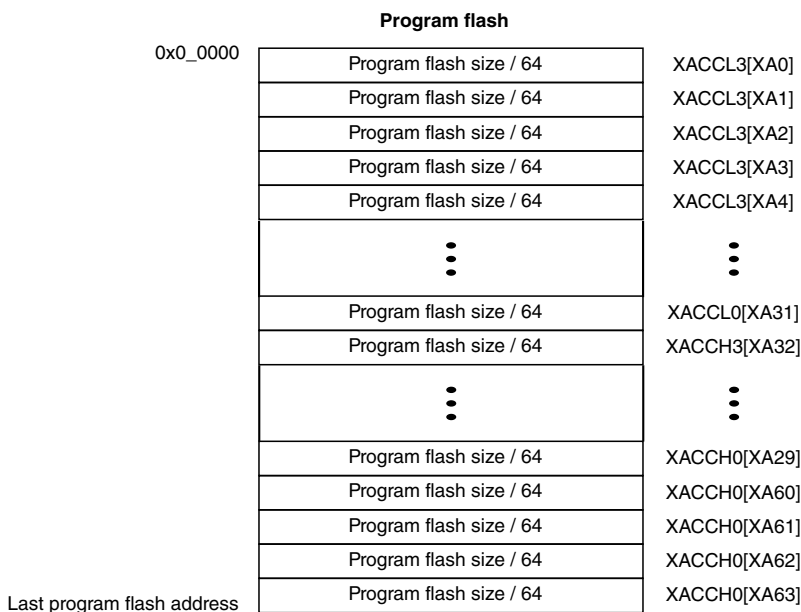 Program flash
0x0_0000
Program flash size / 64 XACCL3[XA0]
Program flash size / 64 XACCL3[XA1]
Program flash size / 64 XACCL3[XA2]
Program flash size / 64 XACCL3[XA3]
Program flash size / 64 XACCL3[XA4]
Program flash size / 64 XACCL0[XA31]
Program flash size / 64 XACCH3[XA32]
Program flash size / 64 XACCH0[XA29]
Program flash size / 64 XACCH0[XA60]
Program flash size / 64 XACCH0[XA61]
Program flash size / 64 XACCH0[XA62]
Program flash size / 64 XACCH0[XA63]
Last program flash address